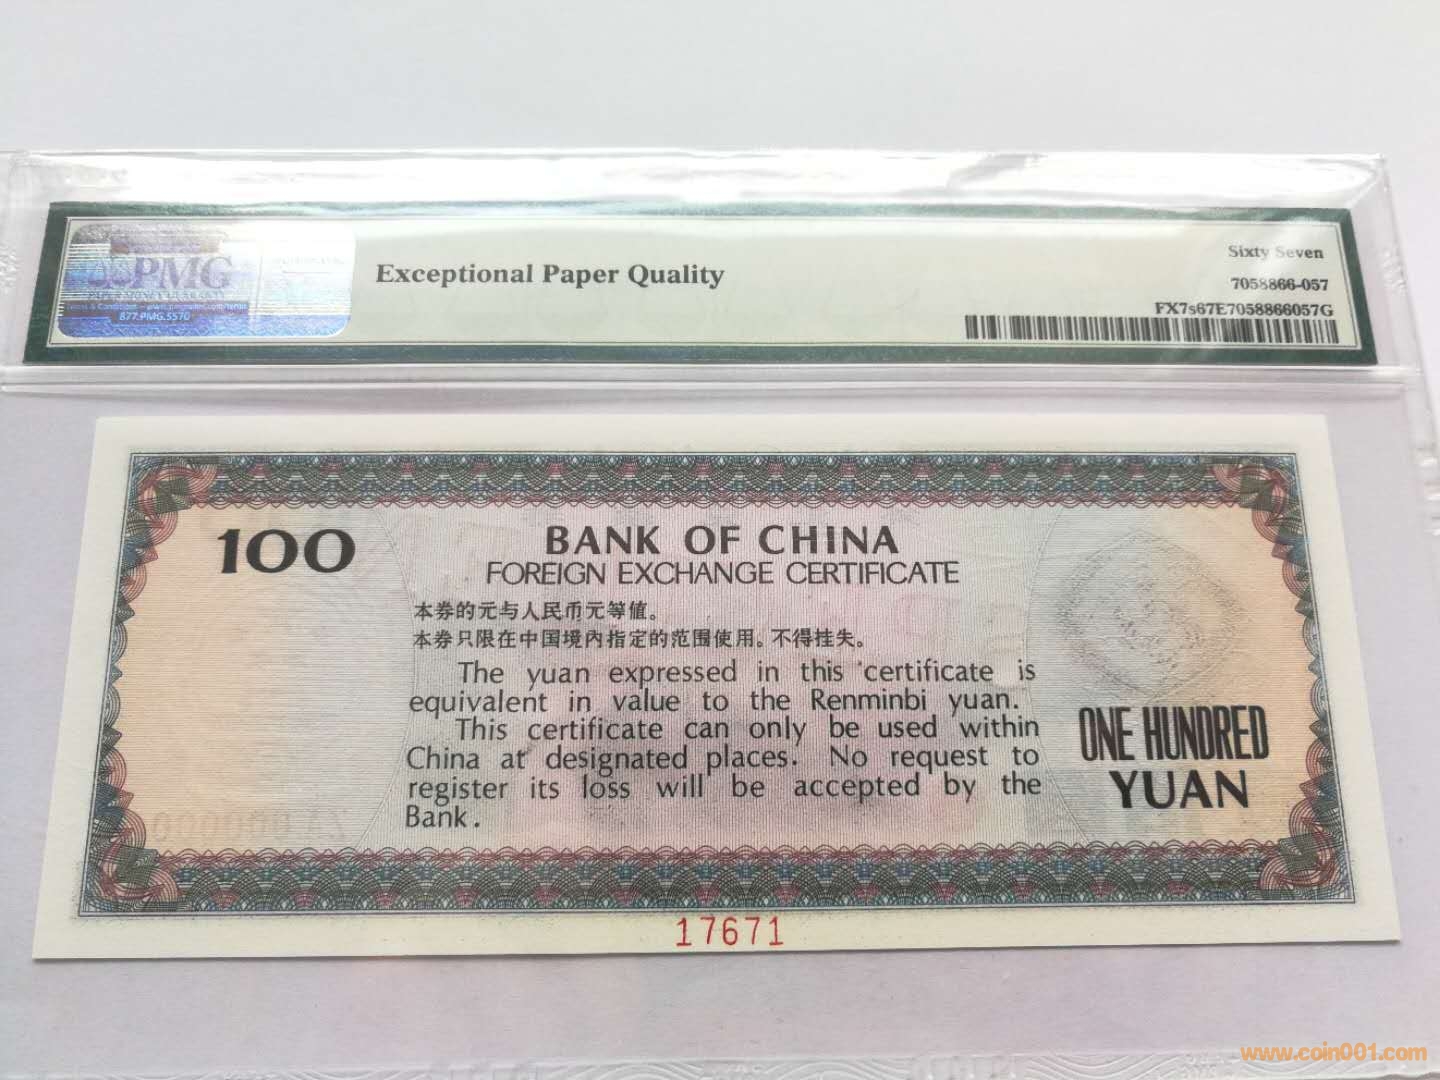 PMG
877.PMG.5570
Exceptional Paper Quality
Sixty Seven
7058866-057
FX7s67E7058866057G
100
BANK OF CHINA
FOREIGN EXCHANGE CERTIFICATE
本券的元与人民币元等值。
本券只限在中国境内指定的范围使用。不得挂失。
The yuan expressed in this certificate is
equivalent in value to the Renminbi yuan.
This certificate can only be used within
China at designated places. No request to
register its loss will be accepted by the
Bank.
ONE HUNDRED
YUAN
17671
www.coin001.com